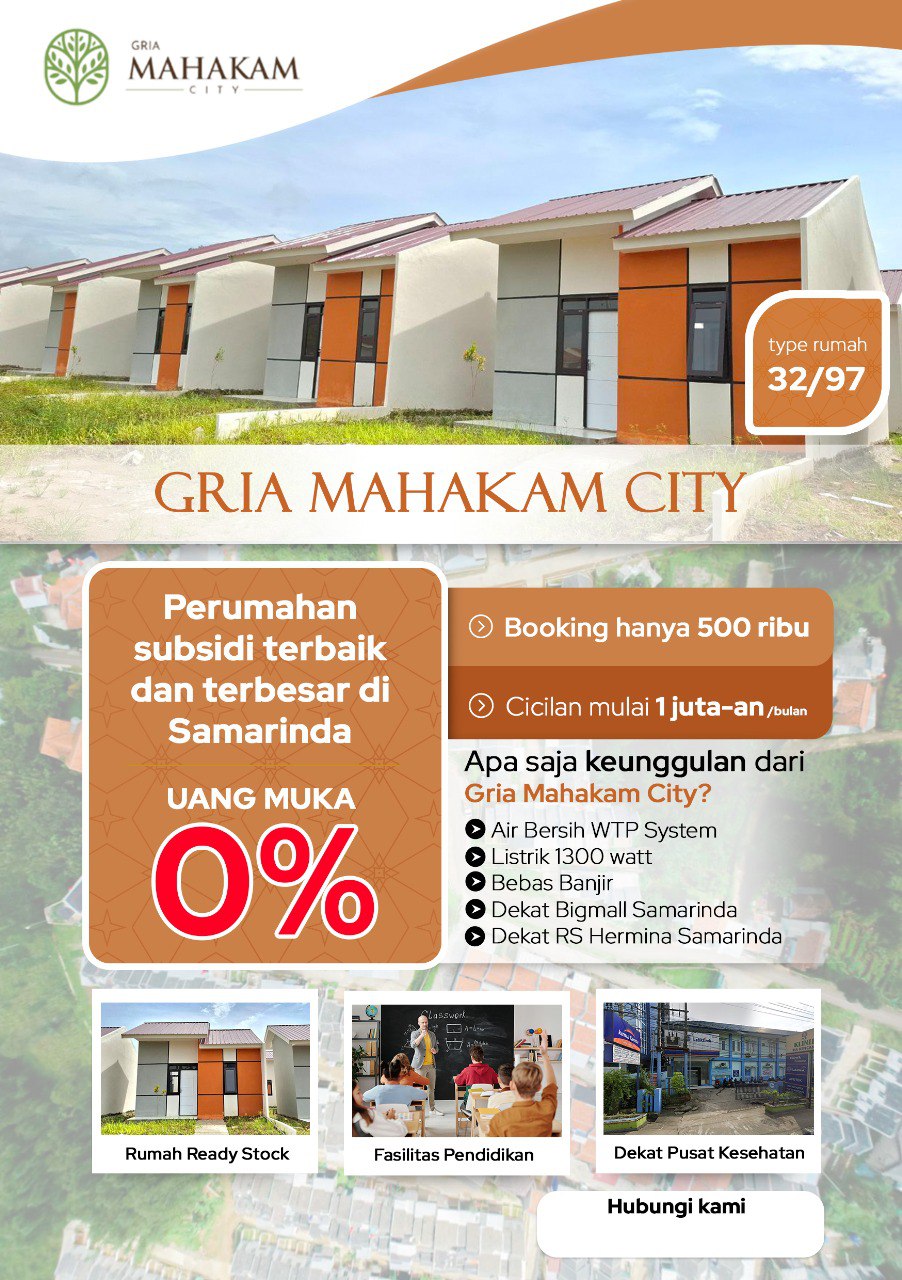 GRIA
MAHAKAM
CITY
type rumah
32/97
GRIA MAHAKAM CITY
Perumahan
subsidi terbaik
dan terbesar di
Samarinda
UANG MUKA
0%
Booking hanya 500 ribu
Cicilan mulai 1 juta-an /bulan
Apa saja keunggulan dari
Gria Mahakam City?
Air Bersih WTP System
Listrik 1300 watt
Bebas Banjir
Dekat Bigmall Samarinda
Dekat RS Hermina Samarinda
Rumah Ready Stock
Fasilitas Pendidikan
Dekat Pusat Kesehatan
Hubungi kami